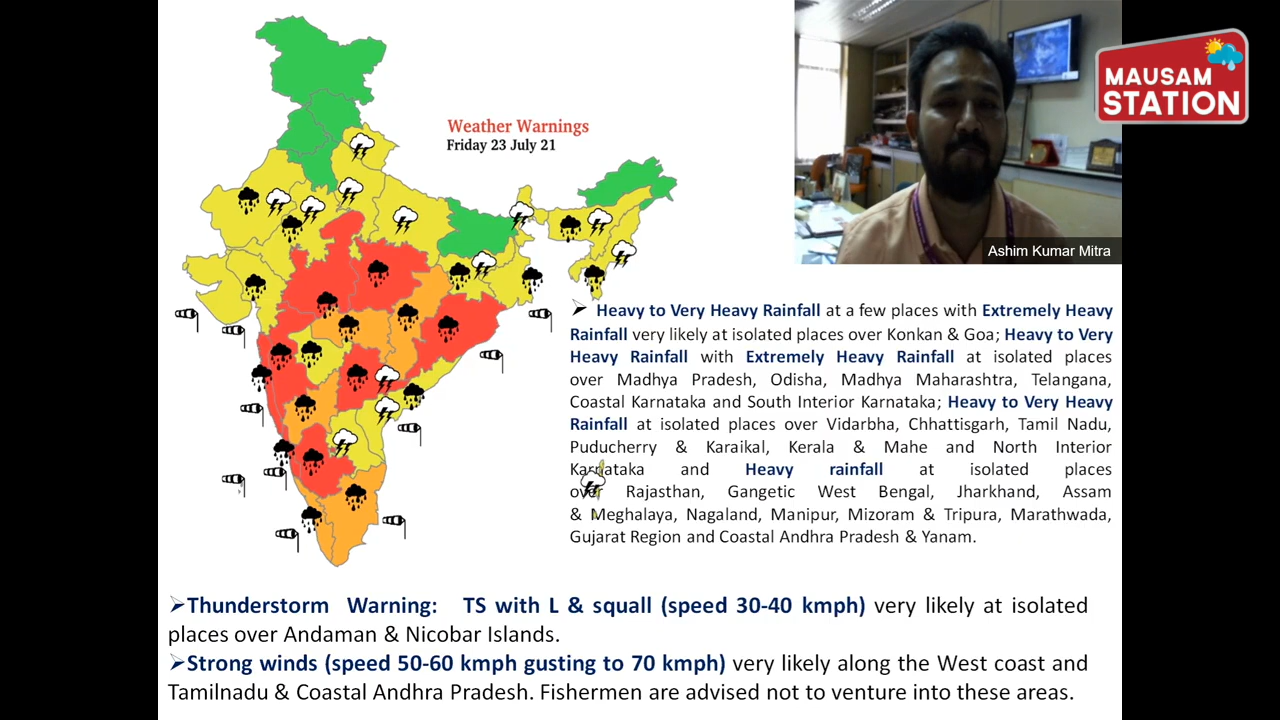 MAUSAM
STATION
Weather Warnings
Friday 23 July 21
Ashim Kumar Mitra
➤ Heavy to Very Heavy Rainfall at a few places with Extremely Heavy
Rainfall very likely at isolated places over Konkan & Goa; Heavy to Very
Heavy Rainfall with Extremely Heavy Rainfall at isolated places
over Madhya Pradesh, Odisha, Madhya Maharashtra, Telangana,
Coastal Karnataka and South Interior Karnataka; Heavy to Very Heavy
Rainfall at isolated places over Vidarbha, Chhattisgarh, Tamil Nadu,
Puducherry & Karaikal, Kerala & Mahe and North Interior
Karnataka and Heavy rainfall at isolated places
over Rajasthan, Gangetic West Bengal, Jharkhand, Assam
& Meghalaya, Nagaland, Manipur, Mizoram & Tripura, Marathwada,
Gujarat Region and Coastal Andhra Pradesh & Yanam.
➤Thunderstorm Warning: TS with L & squall (speed 30-40 kmph) very likely at isolated
places over Andaman & Nicobar Islands.
➤Strong winds (speed 50-60 kmph gusting to 70 kmph) very likely along the West coast and
Tamilnadu & Coastal Andhra Pradesh. Fishermen are advised not to venture into these areas.